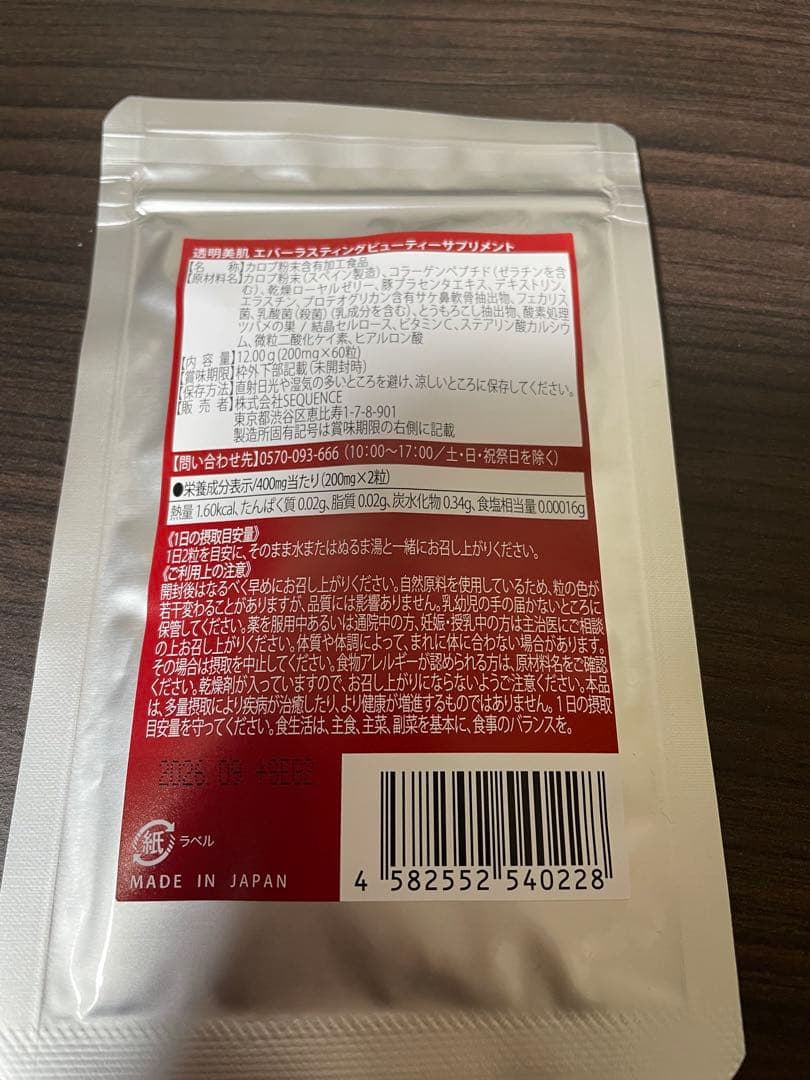 透明美肌 エバーラスティングビューティーサプリメント
【名 称】カロブ粉末含有加工食品
【原材料名】カロブ粉末(スペイン製造)、コラーゲンペプチド(ゼラチンを含
む)、乾燥ローヤルゼリー、豚プラセンタエキス、デキストリン、
エラスチン、プロテオグリカン含有サケ鼻軟骨抽出物、フェカリス
菌、乳酸菌(殺菌)(乳成分を含む)、とうもろこし抽出物、酸素処理
ツバメの巣/結晶セルロース、ビタミンC、ステアリン酸カルシウ
ム、微粒二酸化ケイ素、ヒアルロン酸
【内 容 量】12.00g(200mg×60粒)
【賞味期限】枠外下部記載(未開封時)
【保存方法】直射日光や湿気の多いところを避け、涼しいところに保存してください。
【販 売 者】株式会社SEQUENCE
東京都渋谷区恵比寿1-7-8-901
製造所固有記号は賞味期限の右側に記載
【問い合わせ先】0570-093-666(10:00〜17:00/土・日・祝祭日を除く)
●栄養成分表示/400mg当たり(200mg×2粒)
熱量 1.60kcal、たんぱく質 0.02g、脂質 0.02g、炭水化物 0.34g、食塩相当量 0.00016g
《1日の摂取目安量》
1日2粒を目安に、そのまま水またはぬるま湯と一緒にお召し上がりください。
《ご利用上の注意》
開封後はなるべく早めにお召し上がりください。自然原料を使用しているため、粒の色が
若干変わることがありますが、品質には影響ありません。乳幼児の手の届かないところに
保管してください。薬を服用中あるいは通院中の方、妊娠・授乳中の方は主治医にご相談
の上お召し上がりください。体質や体調によって、まれに体に合わない場合があります。
その場合は摂取を中止してください。食物アレルギーが認められる方は、原材料名をご確認
ください。乾燥剤が入っていますので、お召し上がりにならないようご注意ください。本品
は、多量摂取により疾病が治癒したり、より健康が増進するものではありません。1日の摂取
目安量を守ってください。食生活は、主食、主菜、副菜を基本に、食事のバランスを。
2026.09 +SE62
紙 ラベル
MADE IN JAPAN
4 582552 540228